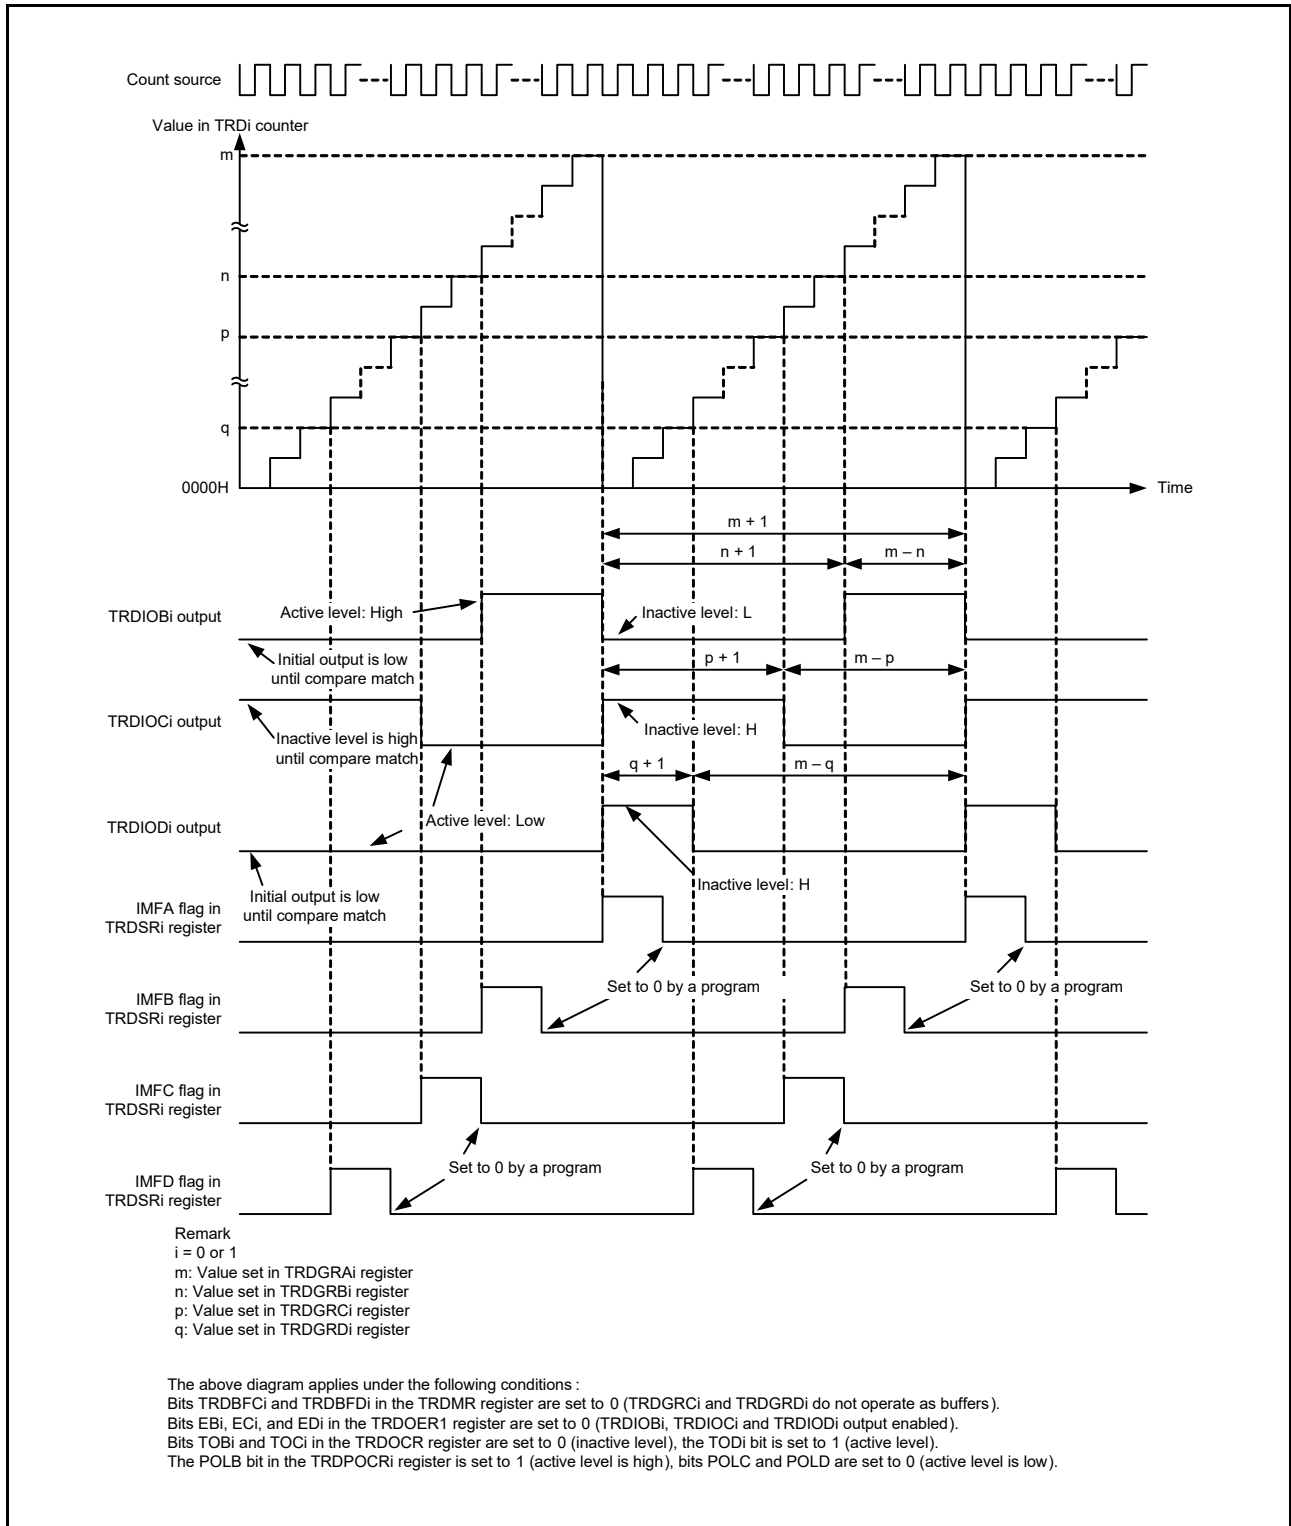 Count source
Value in TRDi counter
m
n
p
q
0000H
Time
m + 1
n + 1
m – n
TRDIOBi output
Active level: High
Inactive level: L
Initial output is low
until compare match
p + 1
m – p
TRDIOCi output
Inactive level is high
until compare match
Inactive level: H
q + 1
m – q
TRDIODi output
Active level: Low
Inactive level: H
Initial output is low
until compare match
IMFA flag in
TRDSRi register
Set to 0 by a program
Set to 0 by a program
IMFB flag in
TRDSRi register
IMFC flag in
TRDSRi register
Set to 0 by a program
Set to 0 by a program
IMFD flag in
TRDSRi register
Remark
i = 0 or 1
m: Value set in TRDGRAi register
n: Value set in TRDGRBi register
p: Value set in TRDGRCi register
q: Value set in TRDGRDi register
The above diagram applies under the following conditions :
Bits TRDBFCi and TRDBFDi in the TRDMR register are set to 0 (TRDGRCi and TRDGRDi do not operate as buffers).
Bits EBi, ECi, and EDi in the TRDOER1 register are set to 0 (TRDIOBi, TRDIOCi and TRDIODi output enabled).
Bits TOBi and TOCi in the TRDOCR register are set to 0 (inactive level), the TODi bit is set to 1 (active level).
The POLB bit in the TRDPOCRi register is set to 1 (active level is high), bits POLC and POLD are set to 0 (active level is low).